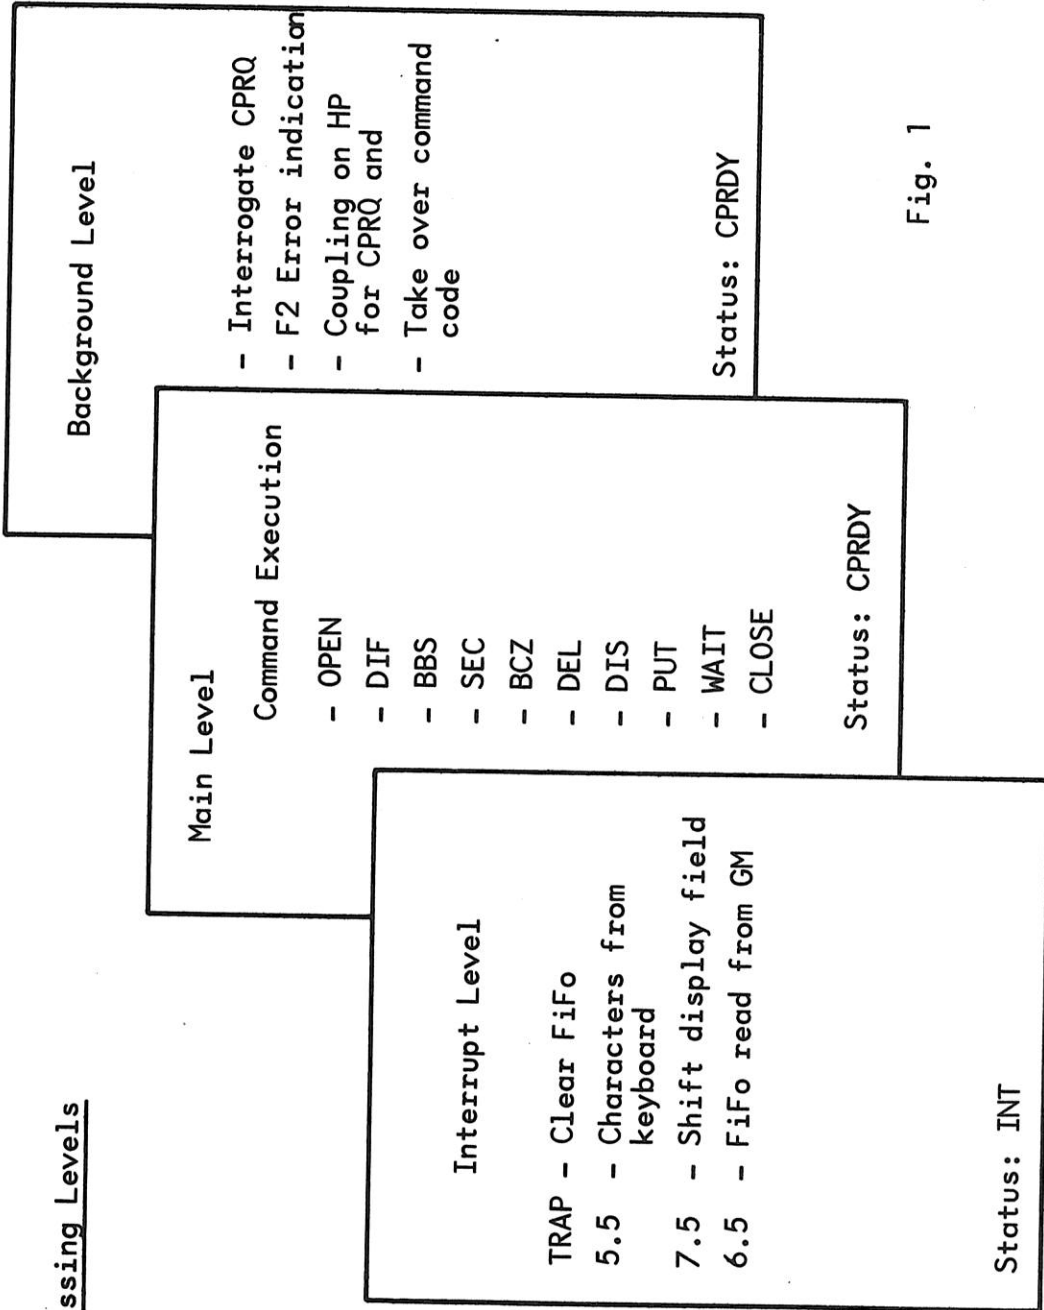 ssing Levels
Interrupt Level
TRAP - Clear FiFo
5.5 - Characters from
keyboard
7.5 - Shift display field
6.5 - FiFo read from GM
Status: INT
Main Level
Command Execution
- OPEN
- DIF
- BBS
- SEC
- BCZ
- DEL
- DIS
- PUT
- WAIT
- CLOSE
Status: CPRDY
Background Level
- Interrogate CPRQ
- F2 Error indication
- Coupling on HP
for CPRQ and
- Take over command
code
Status: CPRDY
Fig. 1